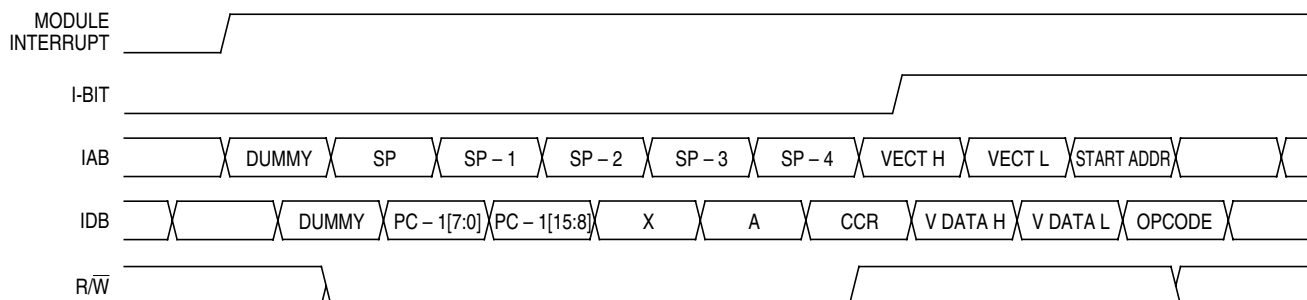 MODULE
INTERRUPT
I-BIT
IAB DUMMY SP SP – 1 SP – 2 SP – 3 SP – 4 VECT H VECT L START ADDR
IDB DUMMY PC – 1[7:0] PC – 1[15:8] X A CCR V DATA H V DATA L OPCODE
R/W̅